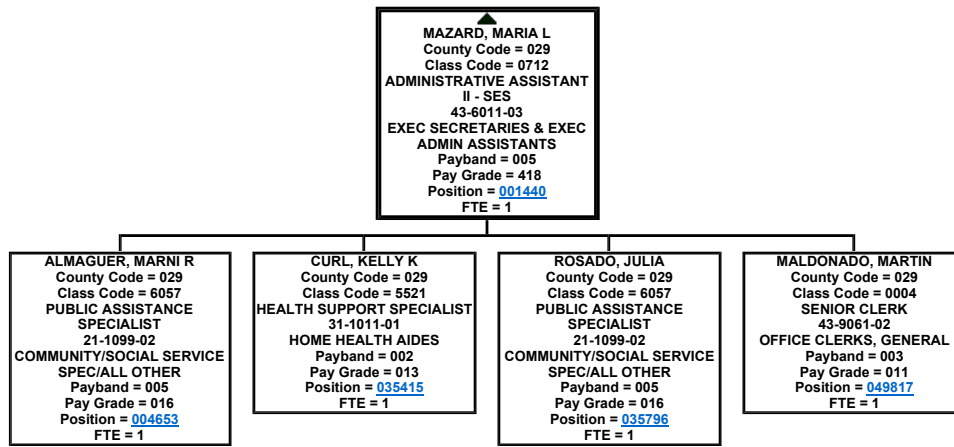 MAZARD, MARIA L
County Code = 029
Class Code = 0712
ADMINISTRATIVE ASSISTANT
II - SES
43-6011-03
EXEC SECRETARIES & EXEC
ADMIN ASSISTANTS
Payband = 005
Pay Grade = 418
Position = 001440
FTE = 1
ALMAGUER, MARNI R
County Code = 029
Class Code = 6057
PUBLIC ASSISTANCE
SPECIALIST
21-1099-02
COMMUNITY/SOCIAL SERVICE
SPEC/ALL OTHER
Payband = 005
Pay Grade = 016
Position = 004653
FTE = 1
CURL, KELLY K
County Code = 029
Class Code = 5521
HEALTH SUPPORT SPECIALIST
31-1011-01
HOME HEALTH AIDES
Payband = 002
Pay Grade = 013
Position = 035415
FTE = 1
ROSADO, JULIA
County Code = 029
Class Code = 6057
PUBLIC ASSISTANCE
SPECIALIST
21-1099-02
COMMUNITY/SOCIAL SERVICE
SPEC/ALL OTHER
Payband = 005
Pay Grade = 016
Position = 035796
FTE = 1
MALDONADO, MARTIN
County Code = 029
Class Code = 0004
SENIOR CLERK
43-9061-02
OFFICE CLERKS, GENERAL
Payband = 003
Pay Grade = 011
Position = 049817
FTE = 1